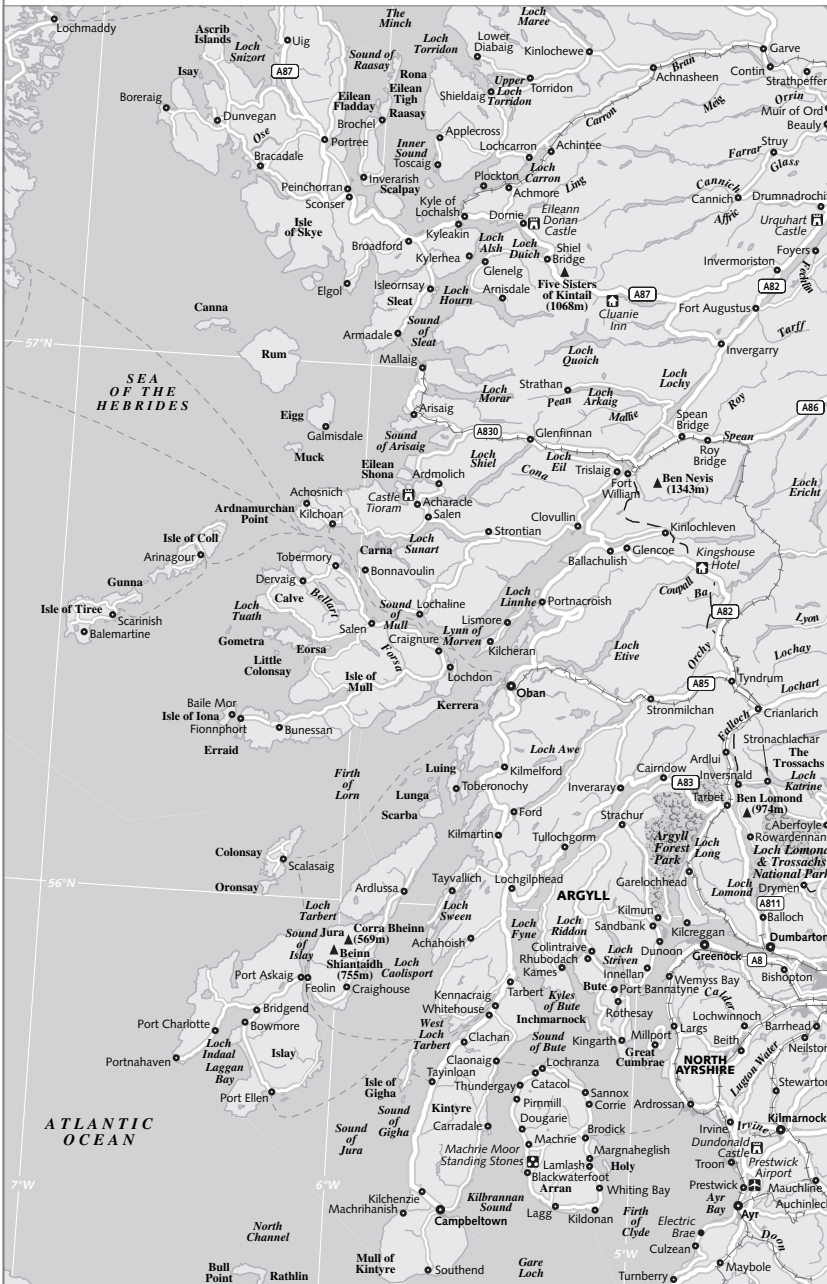 Lochmaddy
The
Minch
Loch
Maree
Ascrib
Islands
Loch
Snizort
Uig
Sound of
Raasay
Loch
Torridon
Lower
Diabaig
Kinlochewe
Garve
A87
Isay
Rona
Eilean
Tigh
Raasay
Eilean
Fladday
Upper
Loch
Torridon
Torridon
Shieldaig
Bran
Achnasheen
Contin
Strathpeffer
Orrin
Boreraig
Dunvegan
Ose
Brochel
Portree
Applecross
Carron
Mèig
Muir of Ord
Beauly
Bracadale
Inner
Sound
Toscaig
Lochcarron
Achintee
Loch
Carron
Farrar
Struy
Glass
Peinchorran
Inverarish
Scalpay
Plockton
Achmore
Ling
Cannich
Cannich
Drumnadrochi
Sconser
Isle
of Skye
Kyle of
Lochalsh
Dornie
Eileann
Donan
Castle
Affric
Urquhart
Castle
Kyleakin
Broadford
Kylerhea
Loch
Alsh
Loch
Duich
Shiel
Bridge
Glenelg
Invermoriston
Foyers
Fechlin
Elgol
Isleornsay
Sleat
Loch
Hourn
Arnisdale
Five Sisters
of Kintail
(1068m)
A87
Cluanie
Inn
A82
Fort Augustus
Canna
Armadale
Sound
of
Sleat
Tarff
57°N
Rum
Mallaig
Loch
Quoich
Invergarry
SEA
OF THE
HEBRIDES
Loch
Morar
Strathan
Pean
Loch
Arkaig
Mallie
Loch
Lochy
Roy
A86
Eigg
Galmisdale
Arisaig
Sound
of Arisaig
A830
Glenfinnan
Spean
Bridge
Spean
Roy
Bridge
Muck
Eilean
Shona
Loch
Shiel
Cona
Loch
Eil
Trislaig
Fort
William
Ben Nevis
(1343m)
Loch
Ericht
Ardmolich
Achosnich
Castle
Tioram
Acharacle
Ardnamurchan
Point
Kilchoan
Salen
Clovullin
Strontian
Kinlochleven
Isle of Coll
Arinagour
Carna
Loch
Sunart
Ballachulish
Glencoe
Kingshouse
Hotel
Tobermory
Bonnavoulin
Gunna
Dervaig
Calve
Bellart
Loch
Linnhe
Portnacroish
Coupall
Ba
Isle of Tiree
Scarinish
Balemartine
Loch
Tuath
Sound
of
Mull
Lochaline
A82
Lyon
Gometra
Salen
Craignure
Lismore
Lynn of
Morven
Kilcheran
Loch
Etive
Orchy
Lochay
Little
Colonsay
Eorsa
Forsa
Isle of
Mull
Lochdon
A85
Tyndrum
Lochart
Oban
Kerrera
Baile Mor
Isle of Iona
Fionnphort
Erraid
Bunessan
Stronmilchan
Crianlarich
Falloch
Stronachlachar
Loch Awe
Ardlui
The
Trossachs
Firth
of
Lorn
Luing
Toberonochy
Kilmelford
Cairndow
A83
Inversnald
Loch
Katrine
Lunga
Scarba
Inveraray
Tarbet
Ben Lomond
(974m)
Ford
Strachur
Aberfoyle
Rowardennan
Kilmartin
Tullochgorm
Argyll
Forest
Park
Loch
Long
Loch Lomond
& Trossachs
National Park
Colonsay
Scalasaig
Tayvallich
Lochgilphead
Garelochhead
Loch
Lomond
Drymen
56°N
Oronsay
Ardlussa
ARGYLL
A811
Loch
Tarbert
Loch
Sween
Loch
Fyne
Loch
Riddon
Kilmun
Sandbank
Kilcreggan
Balloch
Dumbarton
Sound
of
Islay
Jura
Corra Bheinn
(569m)
Beinn
Shiantaidh
(755m)
Achahoish
Colintraive
Rhubodach
Kames
Loch
Striven
Dunoon
Greenock
A8
Loch
Caolisport
Innellan
Bishopton
Port Askaig
Feolin
Craighouse
Tarbert
Bute
Port Bannatyne
Wemyss Bay
Calder
Kennacraig
Whitehouse
Kyles
of Bute
Inchmarnock
Rothesay
Bridgend
Bowmore
Lochwinnoch
Barrhead
Port Charlotte
West
Loch
Tarbert
Clachan
Sound
of Bute
Kingarth
Millport
Great
Cumbrae
Largs
Beith
Neilston
Portnahaven
Loch
Indaal
Laggan
Bay
Islay
Claonaig
Tayinloan
Lochranza
Catacol
NORTH
AYRSHIRE
Lugton Water
Port Ellen
Isle of
Gigha
Thundergay
Pirnmill
Sannox
Corrie
Ardrossan
Stewarton
ATLANTIC
OCEAN
Sound
of
Gigha
Kintyre
Dougarie
Irvine
Irvine
Kilmarnock
Sound
of
Jura
Carradale
Machrie
Brodick
Dundonald
Castle
Machrie Moor
Standing Stones
Margnaheglish
Lamlash
Holy
Troon
Prestwick
Airport
Blackwaterfoot
Arran
Whiting Bay
Prestwick
Mauchline
7°W
6°W
Kilchenzie
Machrihanish
Kilbrannan
Sound
Ayr
Bay
Auchinleck
Campbeltown
Lagg
Kildonan
Firth
of
Clyde
Ayr
North
Channel
Electric
Brae
5°W
Doon
Mull of
Kintyre
Culzean
Bull
Point
Rathlin
Southend
Gare
Loch
Turnberry
Maybole